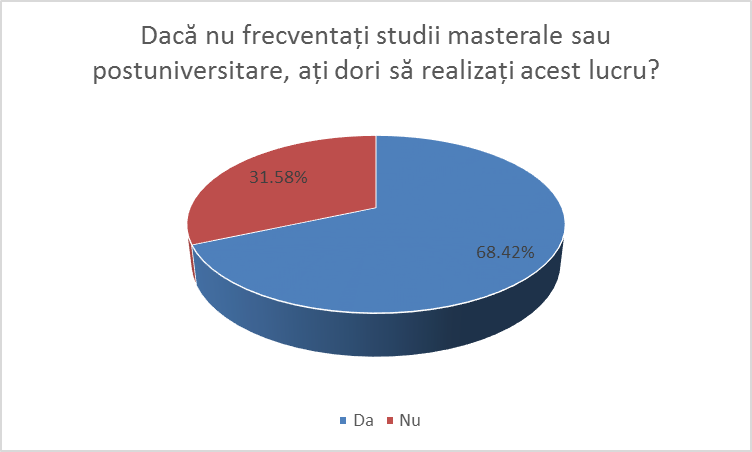 Dacă nu frecventați studii masterale sau
postuniversitare, ați dori să realizați acest lucru?
31.58%
68.42%
Da Nu